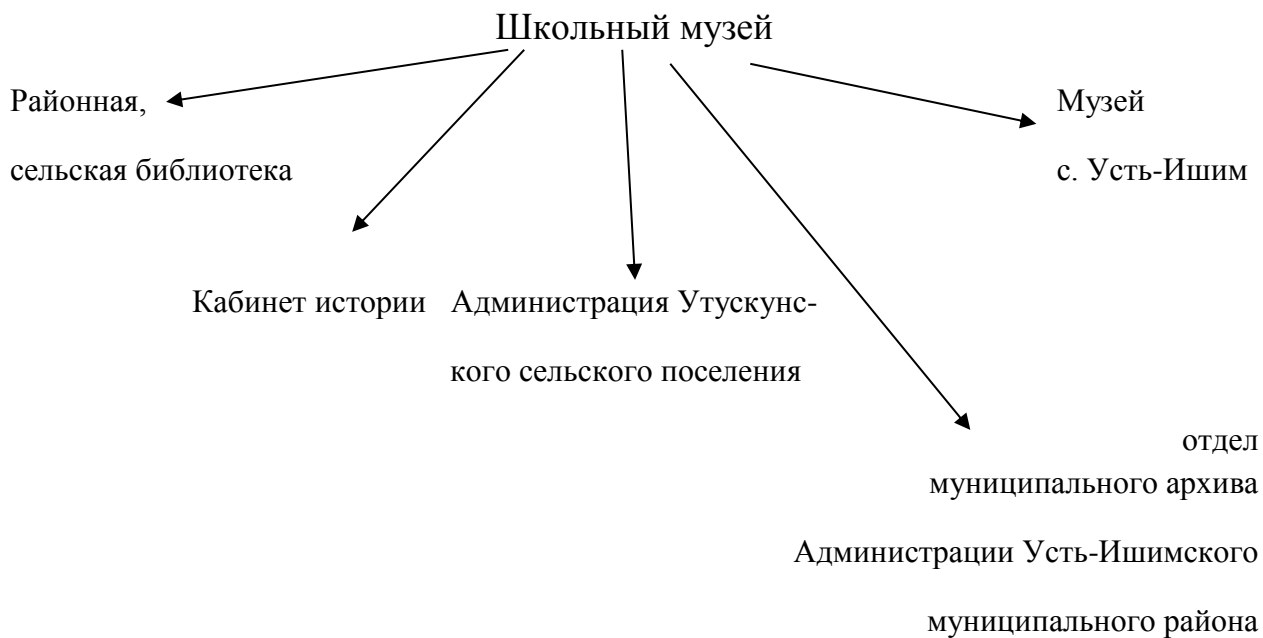 Школьный музей
Районная,
сельская библиотека
Музей
с. Усть-Ишим
Кабинет истории
Администрация Утускунс-
кого сельского поселения
отдел
муниципального архива
Администрации Усть-Ишимского
муниципального района